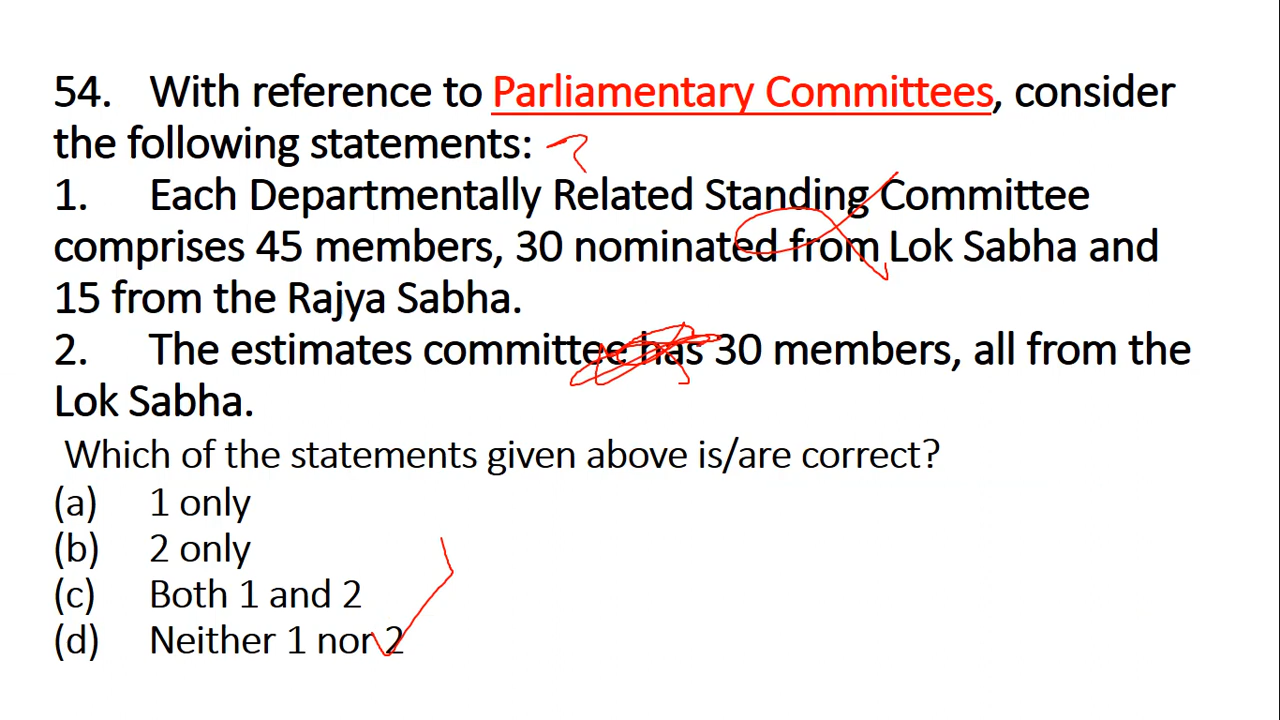 54. With reference to Parliamentary Committees, consider
the following statements:
1. Each Departmentally Related Standing Committee
comprises 45 members, 30 nominated from Lok Sabha and
15 from the Rajya Sabha.
2. The estimates committee has 30 members, all from the
Lok Sabha.
Which of the statements given above is/are correct?
(a) 1 only
(b) 2 only
(c) Both 1 and 2
(d) Neither 1 nor 2